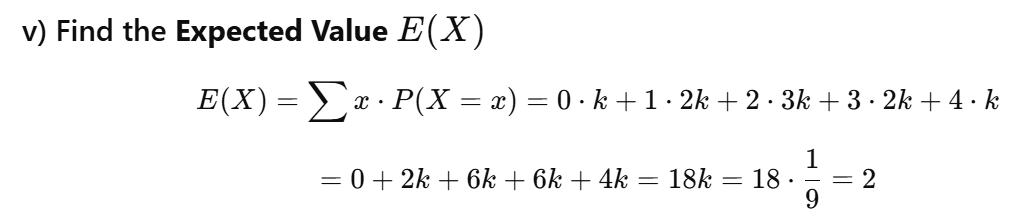 v) Find the Expected Value E(X)
E(X) = ∑ x · P(X = x) = 0 · k + 1 · 2k + 2 · 3k + 3 · 2k + 4 · k
= 0 + 2k + 6k + 6k + 4k = 18k = 18 · 1/9 = 2